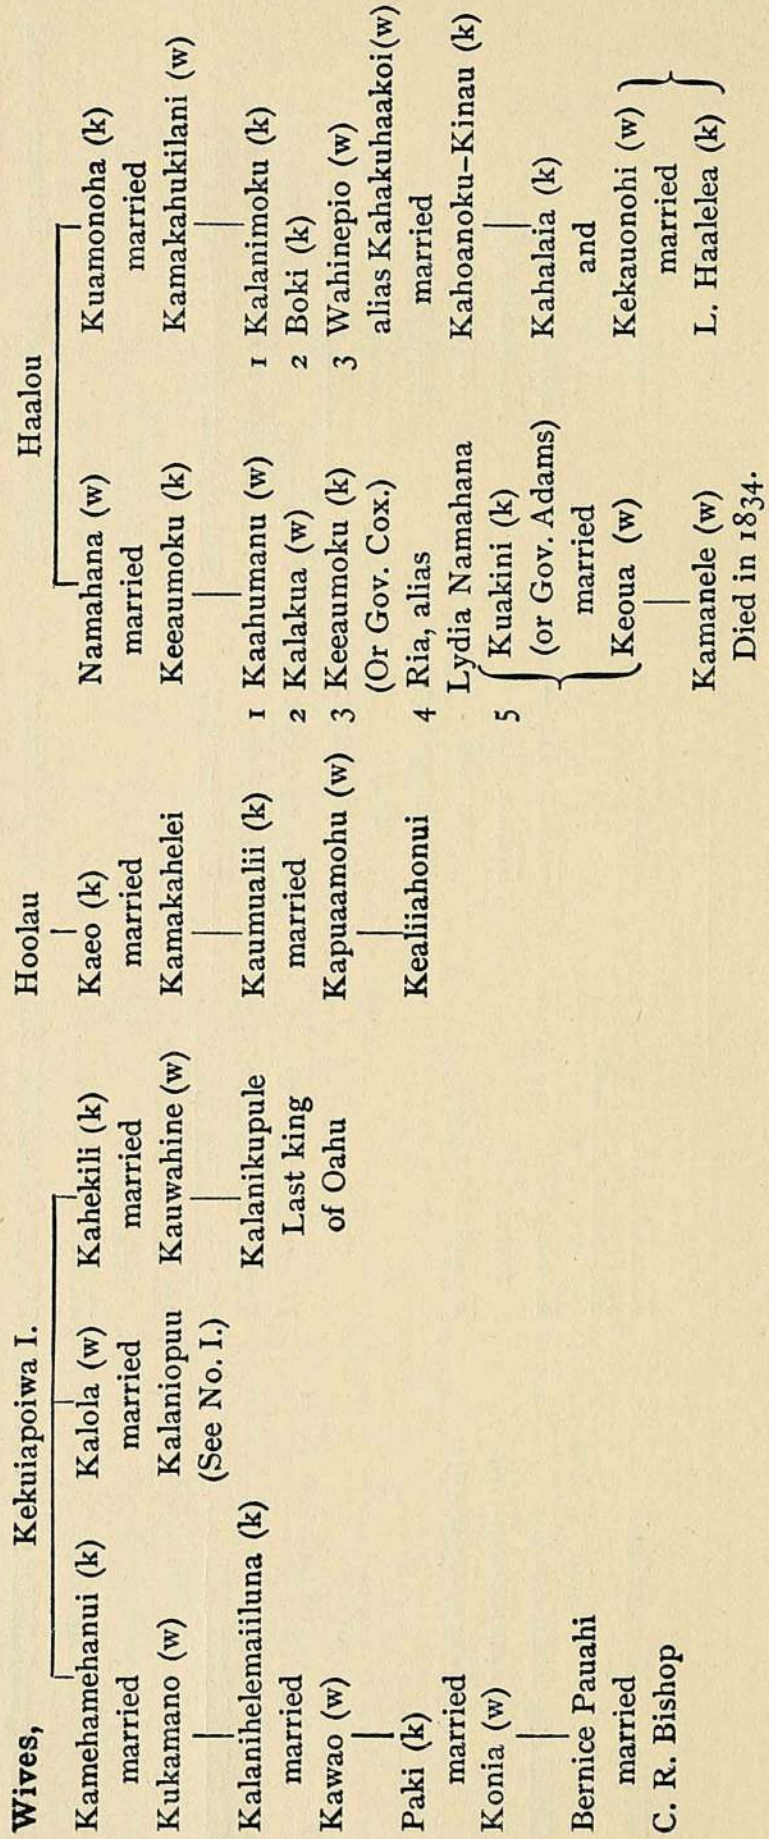 Wives, Kekuiapoiwa I. Hoolau Haalou
Kamehamehanui (k)
married
Kukamano (w)
Kalanihelemaiiluna (k)
married
Kawao (w)
Paki (k)
married
Konia (w)
Bernice Pauahi
married
C. R. Bishop
Kalola (w)
married
Kalaniopuu
(See No. I.)
Kahekili (k)
married
Kauwahine (w)
Kalanikupule
Last king
of Oahu
Kaeo (k)
married
Kamakahelei
Kaumualii (k)
married
Kapuaamohu (w)
Kealiiahonui
Namahana (w)
married
Keeaumoku (k)
1 Kaahumanu (w)
2 Kalakua (w)
3 Keeaumoku (k)
(Or Gov. Cox.)
4 Ria, alias
Lydia Namahana
5 Kuakini (k)
(or Gov. Adams)
married
Keoua (w)
Kamanele (w)
Died in 1834.
Kuamonoha (k)
married
Kamakahukilani (w)
1 Kalanimoku (k)
2 Boki (k)
3 Wahinepio (w)
alias Kahakuhaakoi(w)
married
Kahoanoku-Kinau (k)
Kahalaia (k)
and
Kekauonohi (w)
married
L. Haalelea (k)